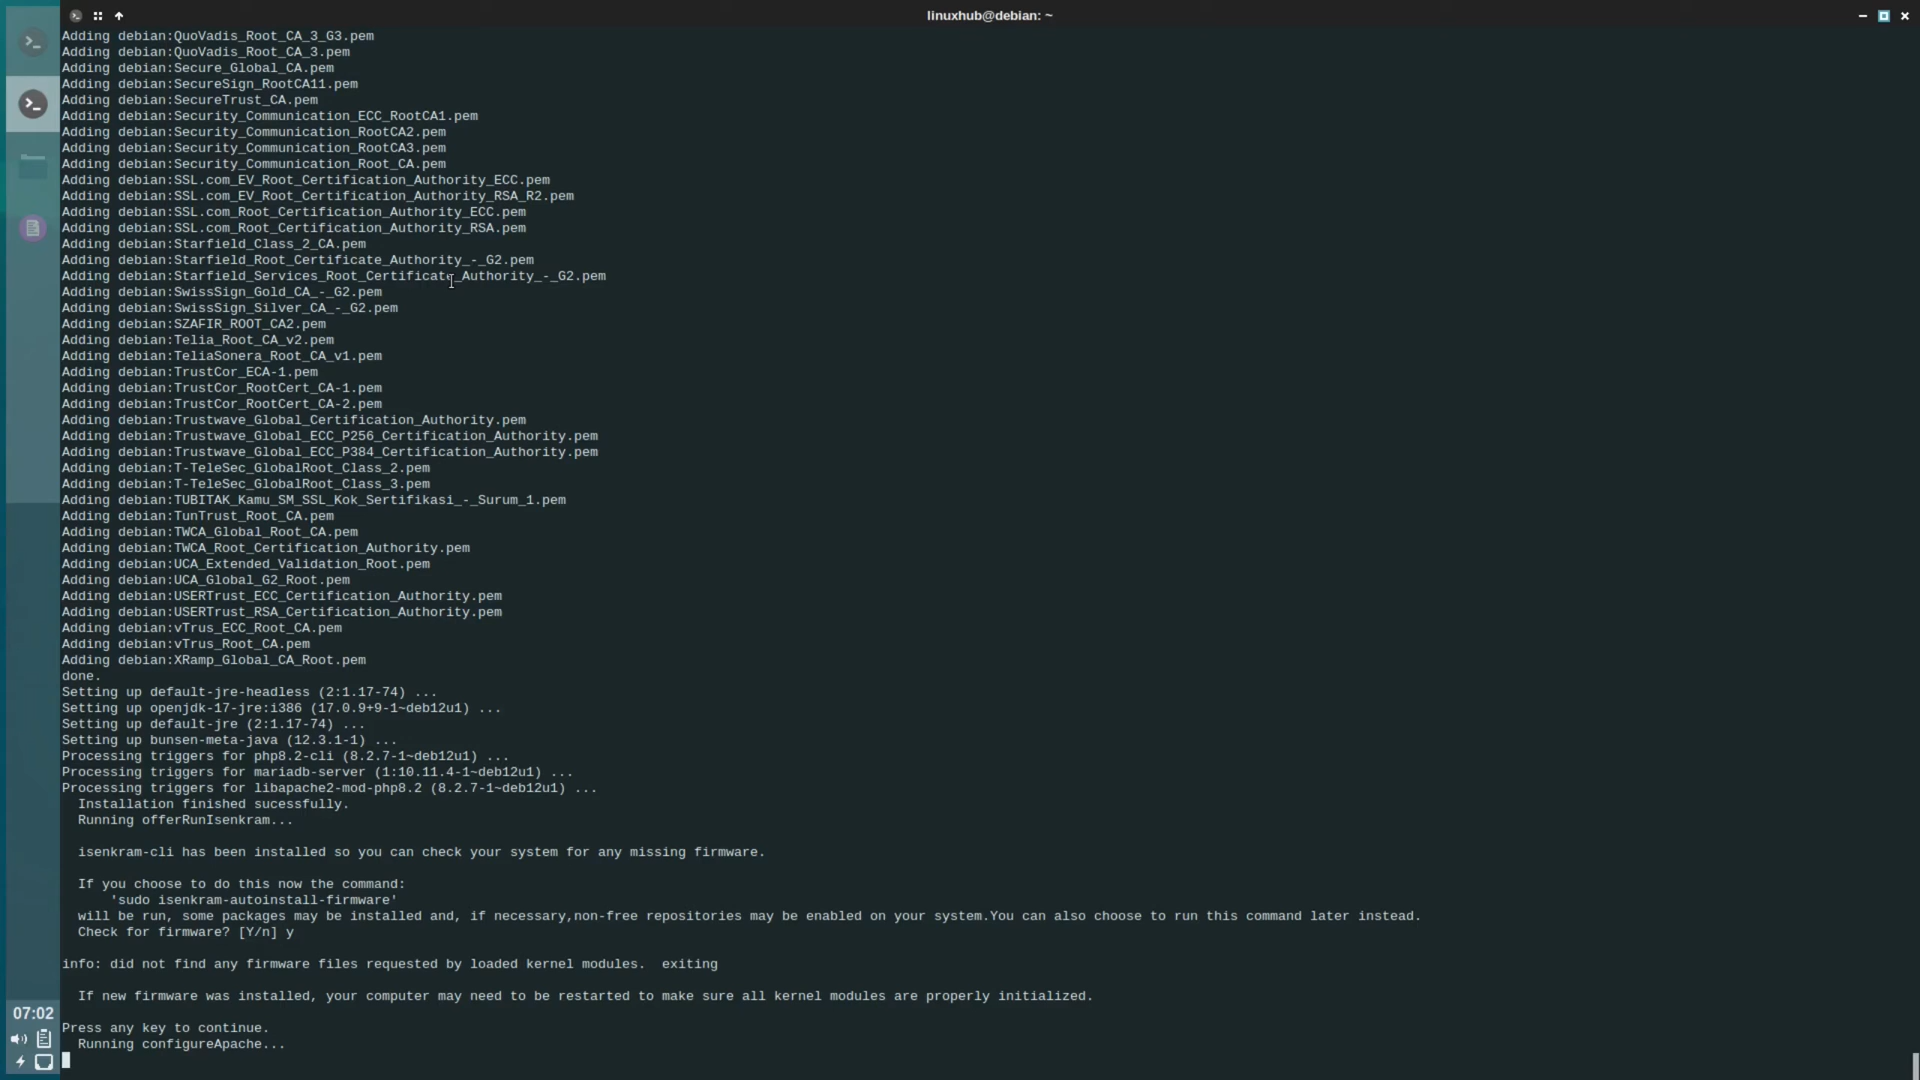 linuxhub@debian: ~
Adding debian:QuoVadis_Root_CA_3_G3.pem
Adding debian:QuoVadis_Root_CA_3.pem
Adding debian:Secure_Global_CA.pem
Adding debian:SecureSign_RootCA11.pem
Adding debian:SecureTrust_CA.pem
Adding debian:Security_Communication_ECC_RootCA1.pem
Adding debian:Security_Communication_RootCA2.pem
Adding debian:Security_Communication_RootCA3.pem
Adding debian:Security_Communication_Root_CA.pem
Adding debian:SSL.com_EV_Root_Certification_Authority_ECC.pem
Adding debian:SSL.com_EV_Root_Certification_Authority_RSA_R2.pem
Adding debian:SSL.com_Root_Certification_Authority_ECC.pem
Adding debian:SSL.com_Root_Certification_Authority_RSA.pem
Adding debian:Starfield_Class_2_CA.pem
Adding debian:Starfield_Root_Certificate_Authority_-_G2.pem
Adding debian:Starfield_Services_Root_Certificate_Authority_-_G2.pem
Adding debian:SwissSign_Gold_CA_-_G2.pem
Adding debian:SwissSign_Silver_CA_-_G2.pem
Adding debian:SZAFIR_ROOT_CA2.pem
Adding debian:Telia_Root_CA_v2.pem
Adding debian:TeliaSonera_Root_CA_v1.pem
Adding debian:TrustCor_ECA-1.pem
Adding debian:TrustCor_RootCert_CA-1.pem
Adding debian:TrustCor_RootCert_CA-2.pem
Adding debian:Trustwave_Global_Certification_Authority.pem
Adding debian:Trustwave_Global_ECC_P256_Certification_Authority.pem
Adding debian:Trustwave_Global_ECC_P384_Certification_Authority.pem
Adding debian:T-TeleSec_GlobalRoot_Class_2.pem
Adding debian:T-TeleSec_GlobalRoot_Class_3.pem
Adding debian:TUBITAK_Kamu_SM_SSL_Kok_Sertifikasi_-_Surum_1.pem
Adding debian:TunTrust_Root_CA.pem
Adding debian:TWCA_Global_Root_CA.pem
Adding debian:TWCA_Root_Certification_Authority.pem
Adding debian:UCA_Extended_Validation_Root.pem
Adding debian:UCA_Global_G2_Root.pem
Adding debian:USERTrust_ECC_Certification_Authority.pem
Adding debian:USERTrust_RSA_Certification_Authority.pem
Adding debian:vTrus_ECC_Root_CA.pem
Adding debian:vTrus_Root_CA.pem
Adding debian:XRamp_Global_CA_Root.pem
done.
Setting up default-jre-headless (2:1.17-74) ...
Setting up openjdk-17-jre:i386 (17.0.9+9-1~deb12u1) ...
Setting up default-jre (2:1.17-74) ...
Setting up bunsen-meta-java (12.3.1-1) ...
Processing triggers for php8.2-cli (8.2.7-1~deb12u1) ...
Processing triggers for mariadb-server (1:10.11.4-1~deb12u1) ...
Processing triggers for libapache2-mod-php8.2 (8.2.7-1~deb12u1) ...
Installation finished sucessfully.
Running offerRunIsenkram...
isenkram-cli has been installed so you can check your system for any missing firmware.
If you choose to do this now the command:
'sudo isenkram-autoinstall-firmware'
will be run, some packages may be installed and, if necessary,non-free repositories may be enabled on your system.You can also choose to run this command later instead.
Check for firmware? [Y/n] y
info: did not find any firmware files requested by loaded kernel modules.  exiting
If new firmware was installed, your computer may need to be restarted to make sure all kernel modules are properly initialized.
Press any key to continue.
Running configureApache...
07:02